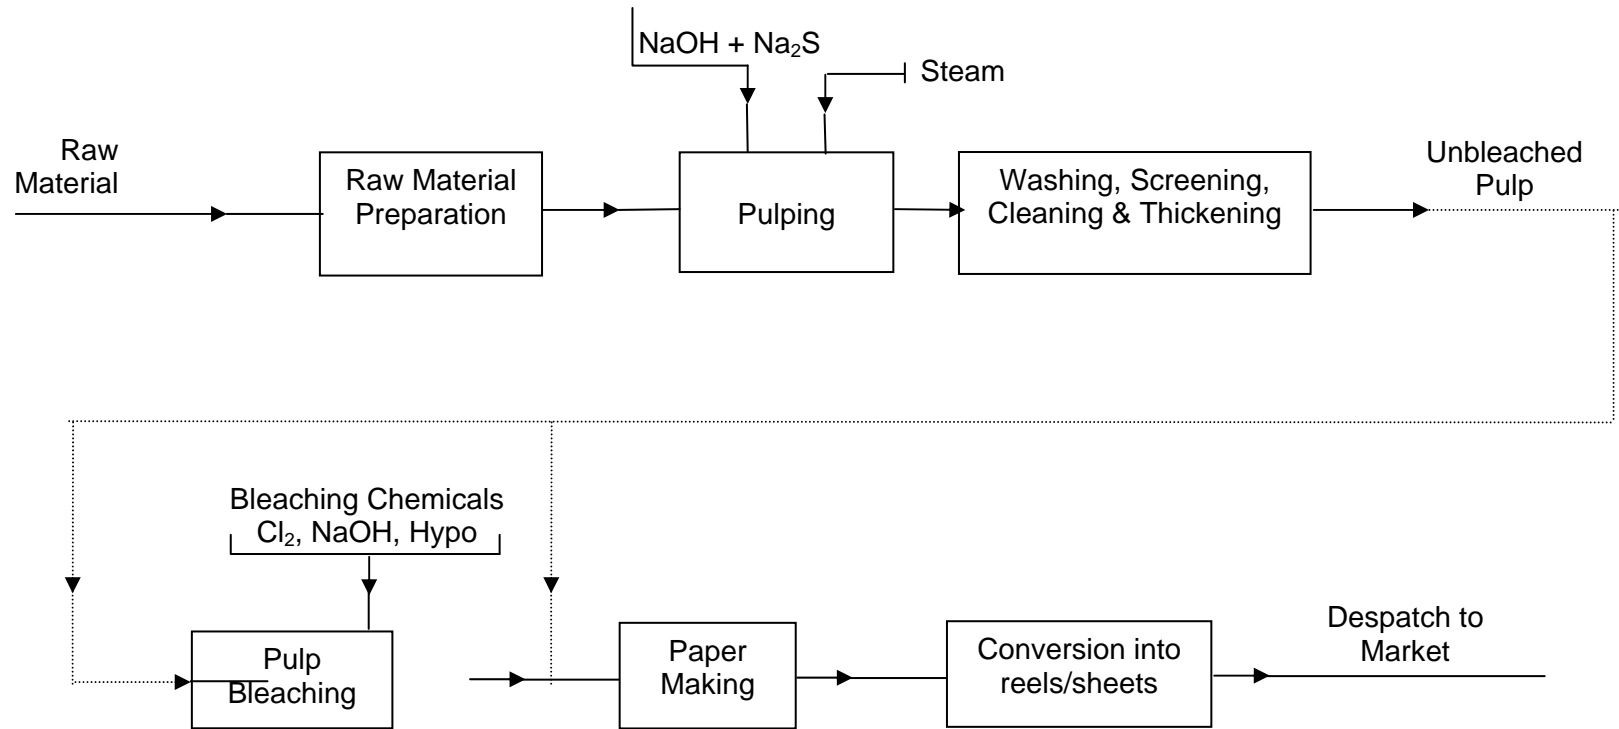 NaOH + Na₂S
Steam
Raw
Material
Raw Material
Preparation
Pulping
Washing, Screening,
Cleaning & Thickening
Unbleached
Pulp
Bleaching Chemicals
Cl₂, NaOH, Hypo
Pulp
Bleaching
Paper
Making
Conversion into
reels/sheets
Despatch to
Market